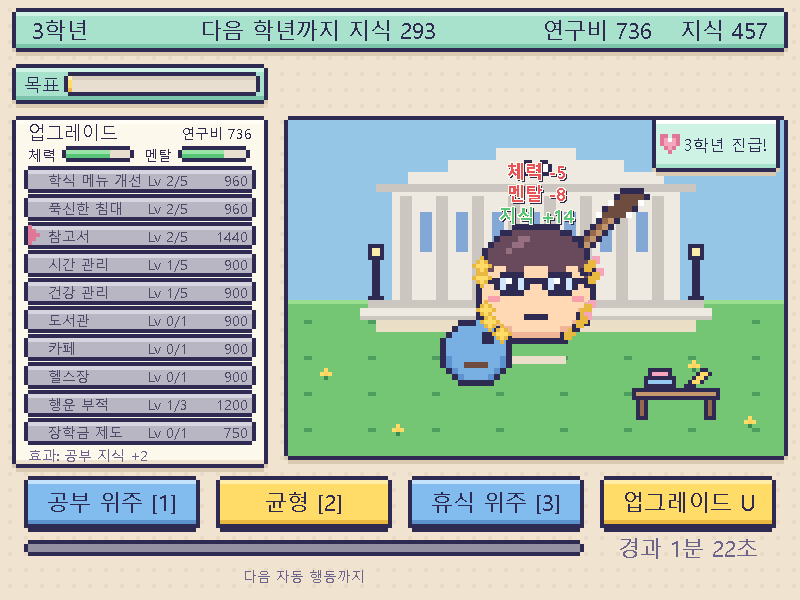 3학년 다음 학년까지 지식 293 연구비 736 지식 457
목표
업그레이드 연구비 736
체력 멘탈
학식 메뉴 개선 Lv 2/5 960
푹신한 침대 Lv 2/5 960
참고서 Lv 2/5 1440
시간 관리 Lv 1/5 900
건강 관리 Lv 1/5 900
도서관 Lv 0/1 900
카페 Lv 0/1 900
헬스장 Lv 0/1 900
행운 부적 Lv 1/3 1200
장학금 제도 Lv 0/1 750
효과: 공부 지식 +2
3학년 진급!
체력 -5
멘탈 -8
지식 +14
공부 위주 [1] 균형 [2] 휴식 위주 [3] 업그레이드 U
경과 1분 22초
다음 자동 행동까지